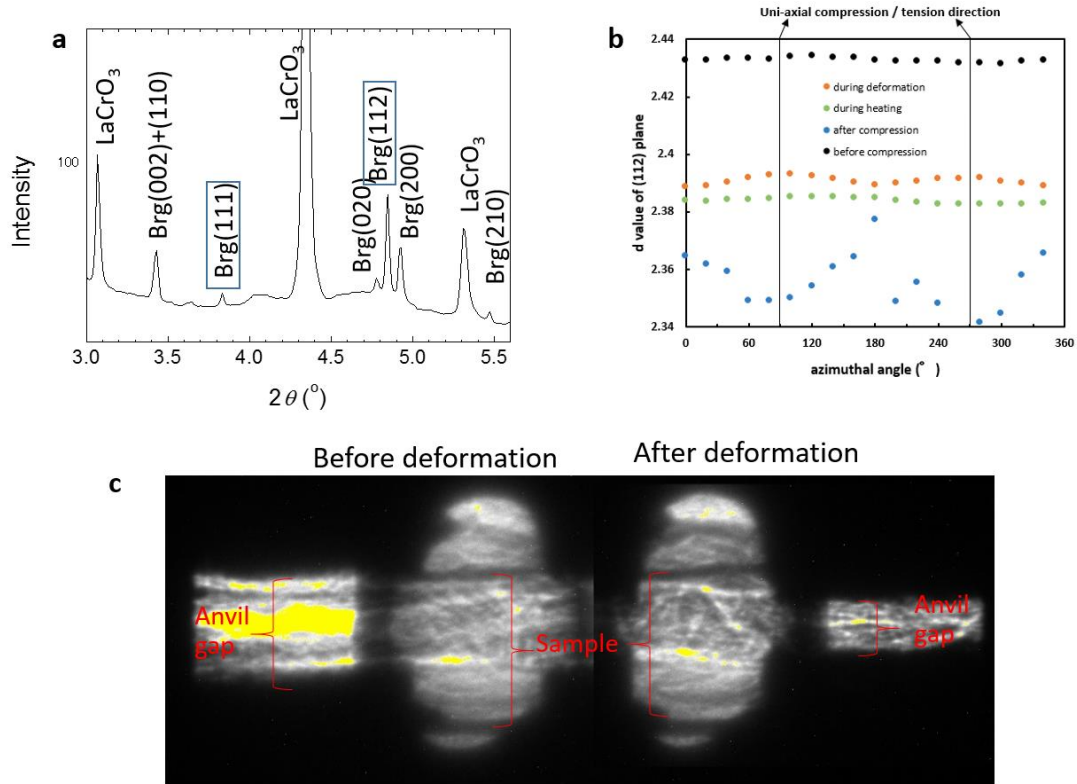 a
LaCrO3
Brg(002)+(110)
Brg(111)
LaCrO3
Brg(020)
Brg(112)
Brg(200)
LaCrO3
Brg(210)
100
Intensity
3.0 3.5 4.0 4.5 5.0 5.5
2θ (°)
Uni-axial compression / tension direction
b
2.44
2.42
2.4
2.38
2.36
2.34
d value of (112) plane
during deformation
during heating
after compression
before compression
0 60 120 180 240 300 360
azimuthal angle (° )
Before deformation
After deformation
c
Anvil
gap
Sample
Anvil
gap